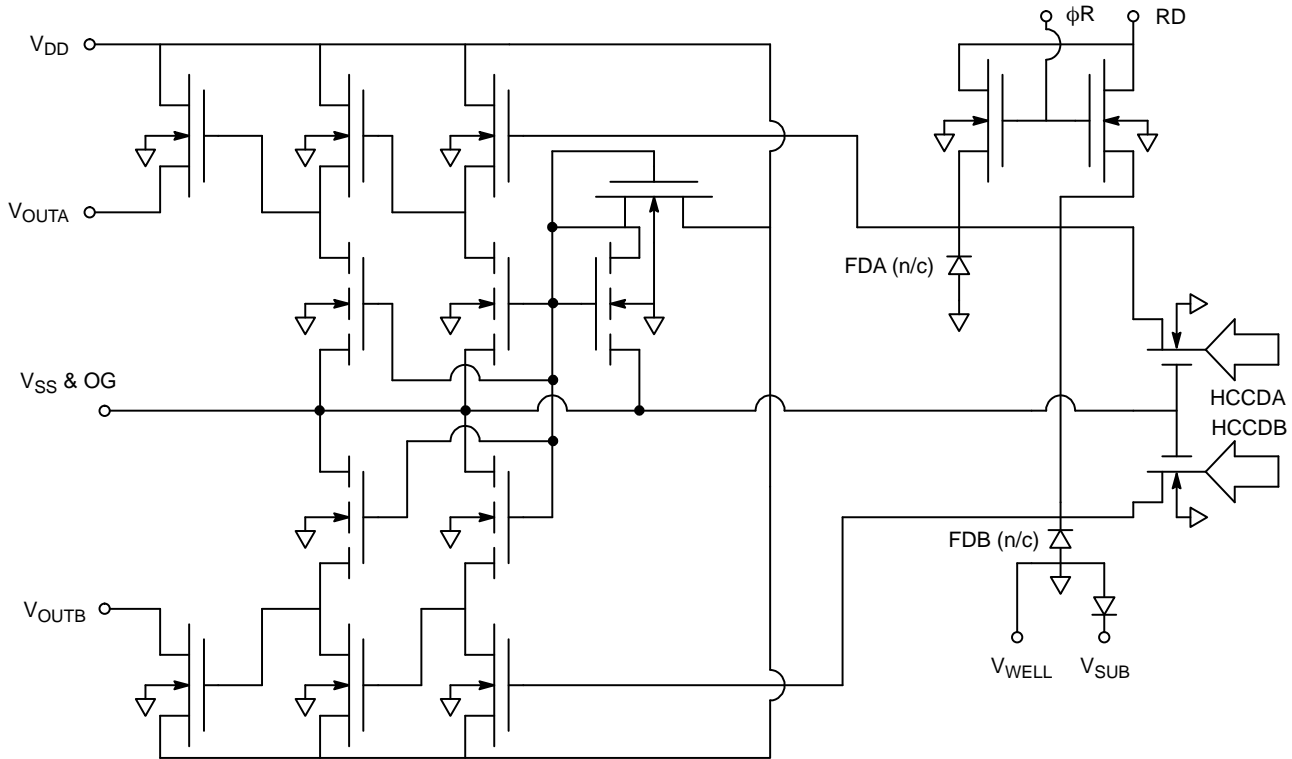 ϕR
RD
VDD
VOUTA
FDA (n/c)
VSS & OG
HCCDA
HCCDB
FDB (n/c)
VOUTB
VWELL
VSUB